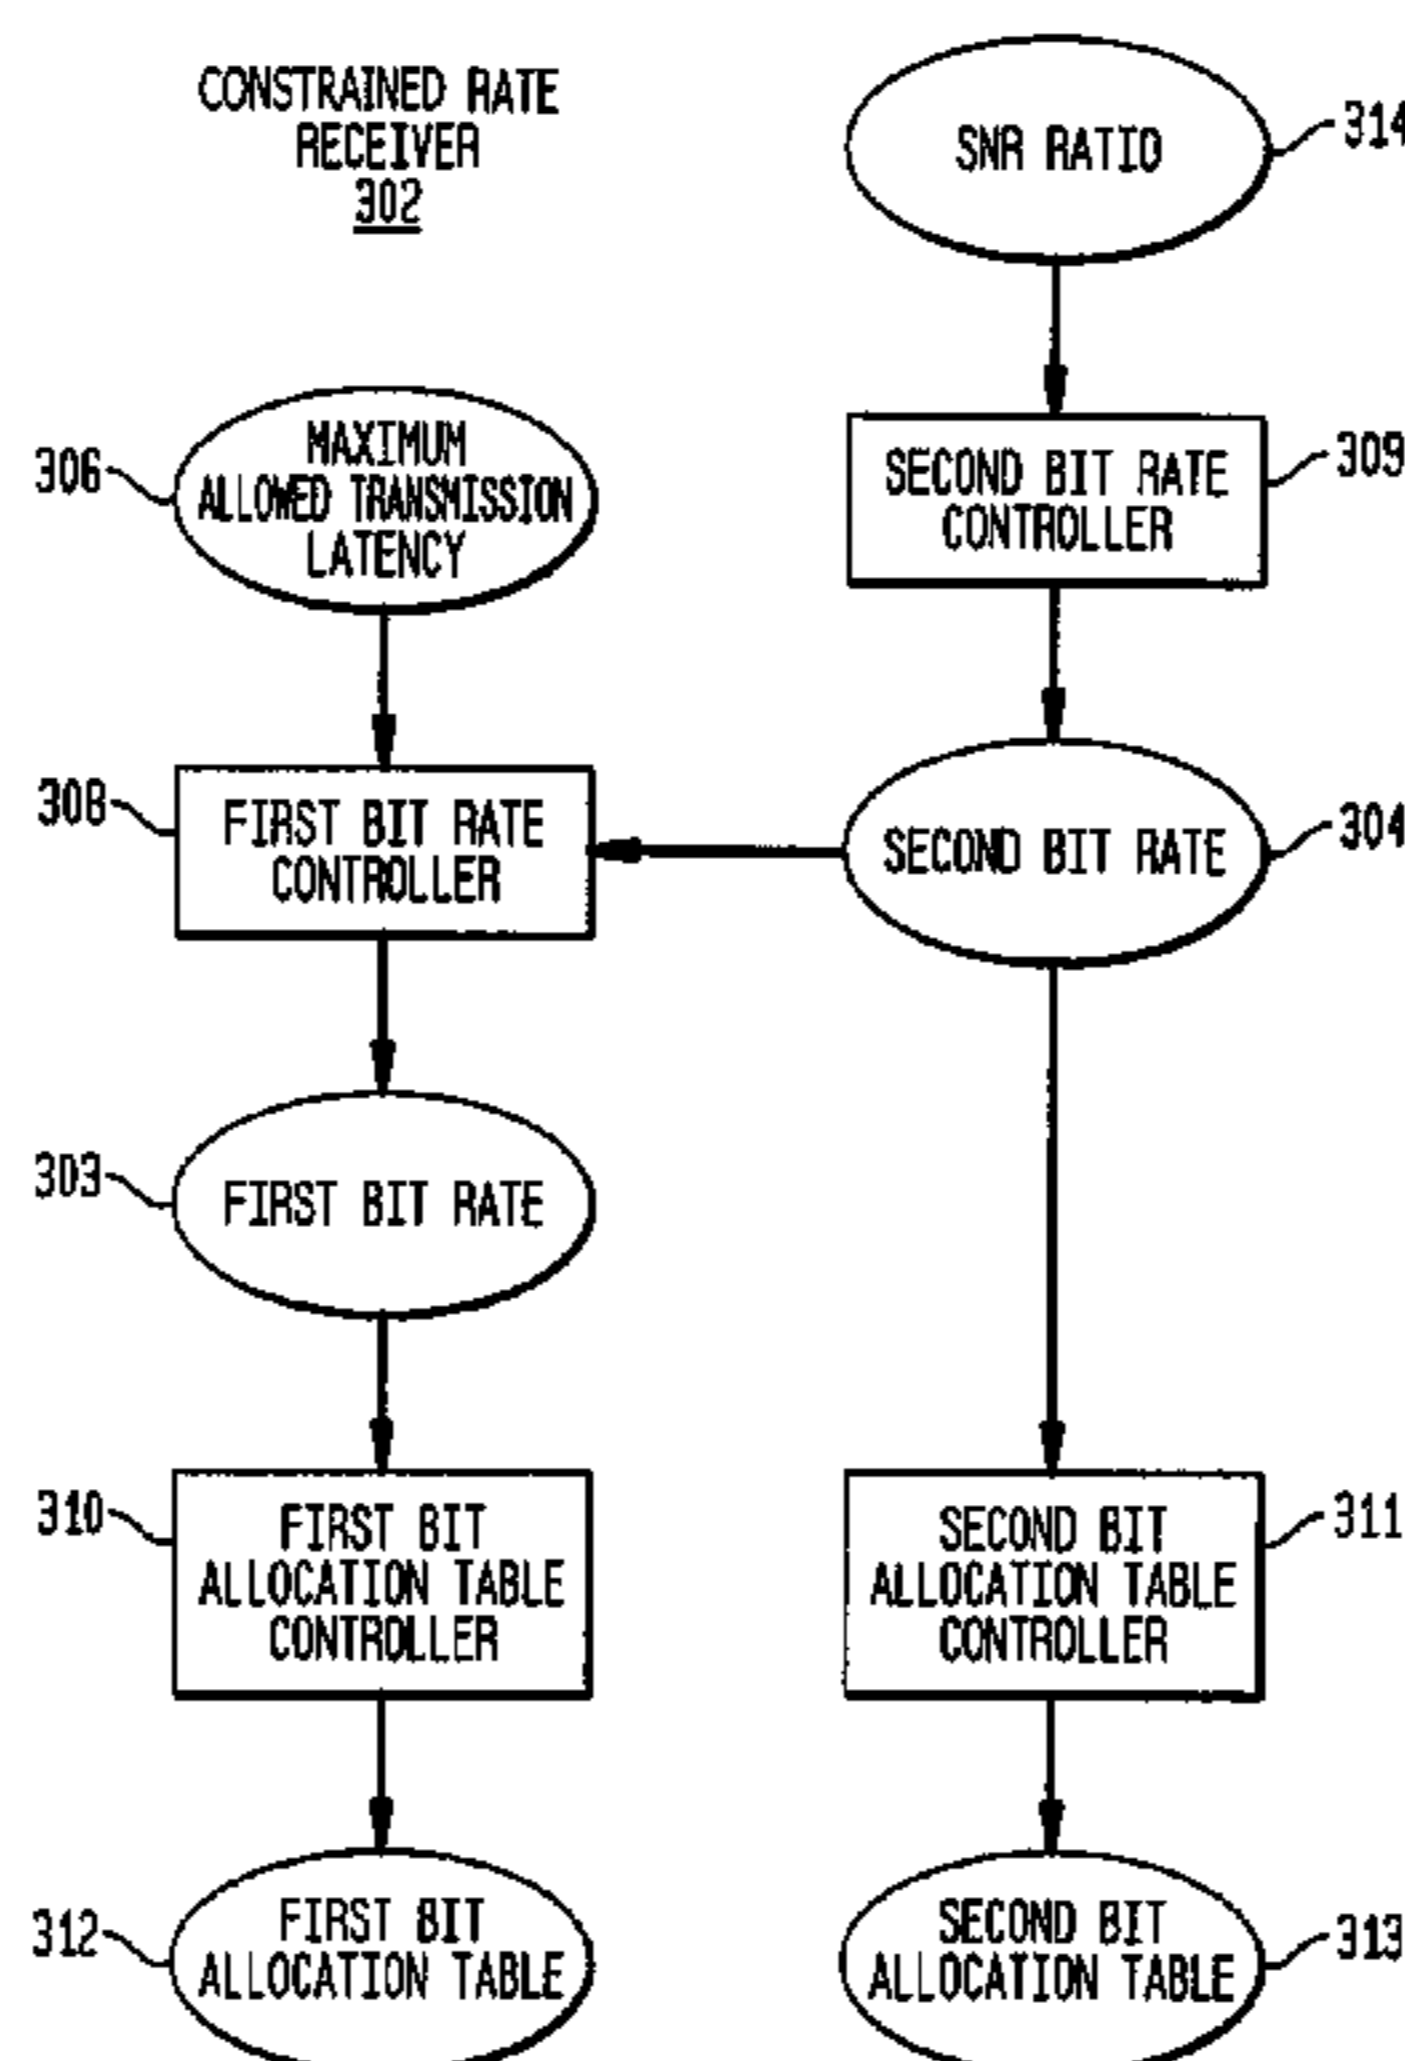 CONSTRAINED RATE
RECEIVER
302
SNR RATIO
314
SECOND BIT RATE
CONTROLLER
309
306
MAXIMUM
ALLOWED TRANSMISSION
LATENCY
308
FIRST BIT RATE
CONTROLLER
SECOND BIT RATE
304
303
FIRST BIT RATE
310
FIRST BIT
ALLOCATION TABLE
CONTROLLER
SECOND BIT
ALLOCATION TABLE
CONTROLLER
311
312
FIRST BIT
ALLOCATION TABLE
SECOND BIT
ALLOCATION TABLE
313